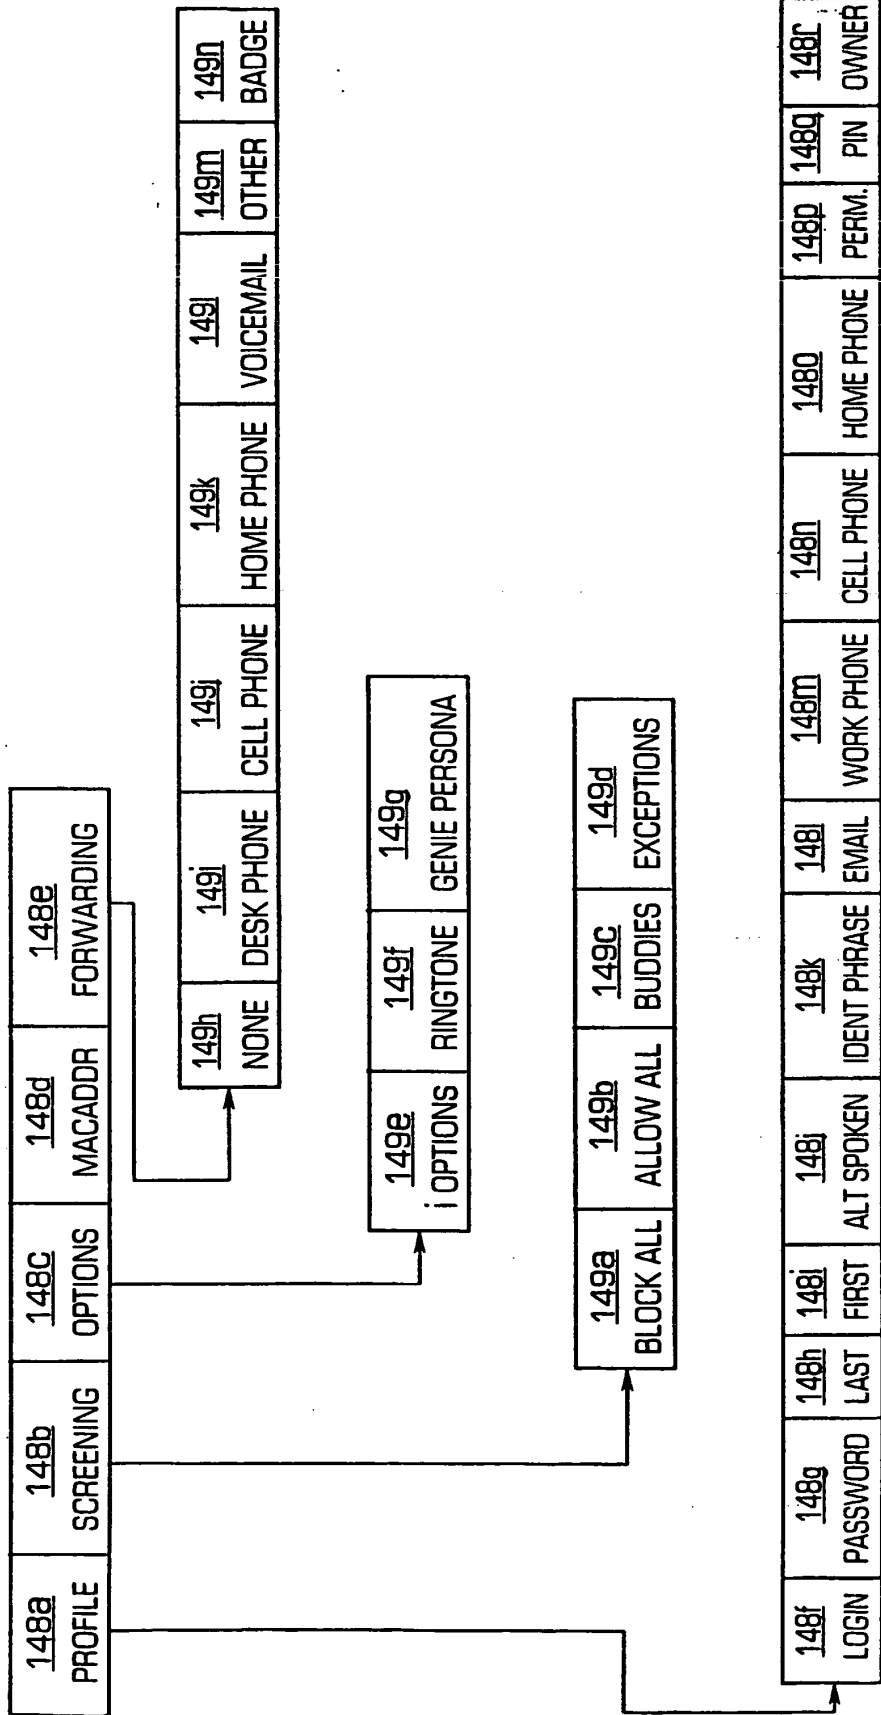 148a
PROFILE
148b
SCREENING
148c
OPTIONS
148d
MACADDR
148e
FORWARDING
149h
NONE
149i
DESK PHONE
149j
CELL PHONE
149k
HOME PHONE
149l
VOICEMAIL
149m
OTHER
149n
BADGE
149e
i OPTIONS
149f
RINGTONE
149g
GENIE PERSONA
149a
BLOCK ALL
149b
ALLOW ALL
149c
BUDDIES
149d
EXCEPTIONS
148f
LOGIN
148g
PASSWORD
148h
LAST
148i
FIRST
148j
ALT SPOKEN
148k
IDENT PHRASE
148l
EMAIL
148m
WORK PHONE
148n
CELL PHONE
148o
HOME PHONE
148p
PERM.
148q
PIN
148r
OWNER